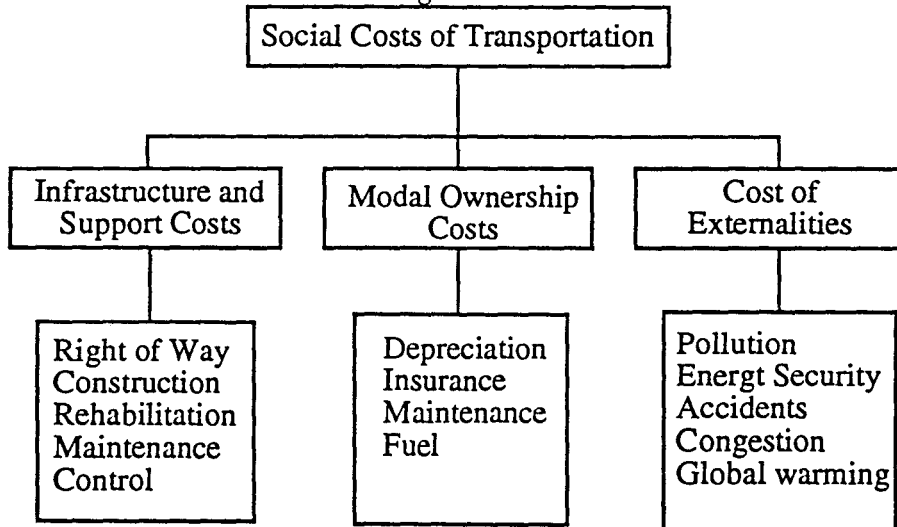 Social Costs of Transportation
Infrastructure and
Support Costs
Modal Ownership
Costs
Cost of
Externalities
Right of Way
Construction
Rehabilitation
Maintenance
Control
Depreciation
Insurance
Maintenance
Fuel
Pollution
Energt Security
Accidents
Congestion
Global warming